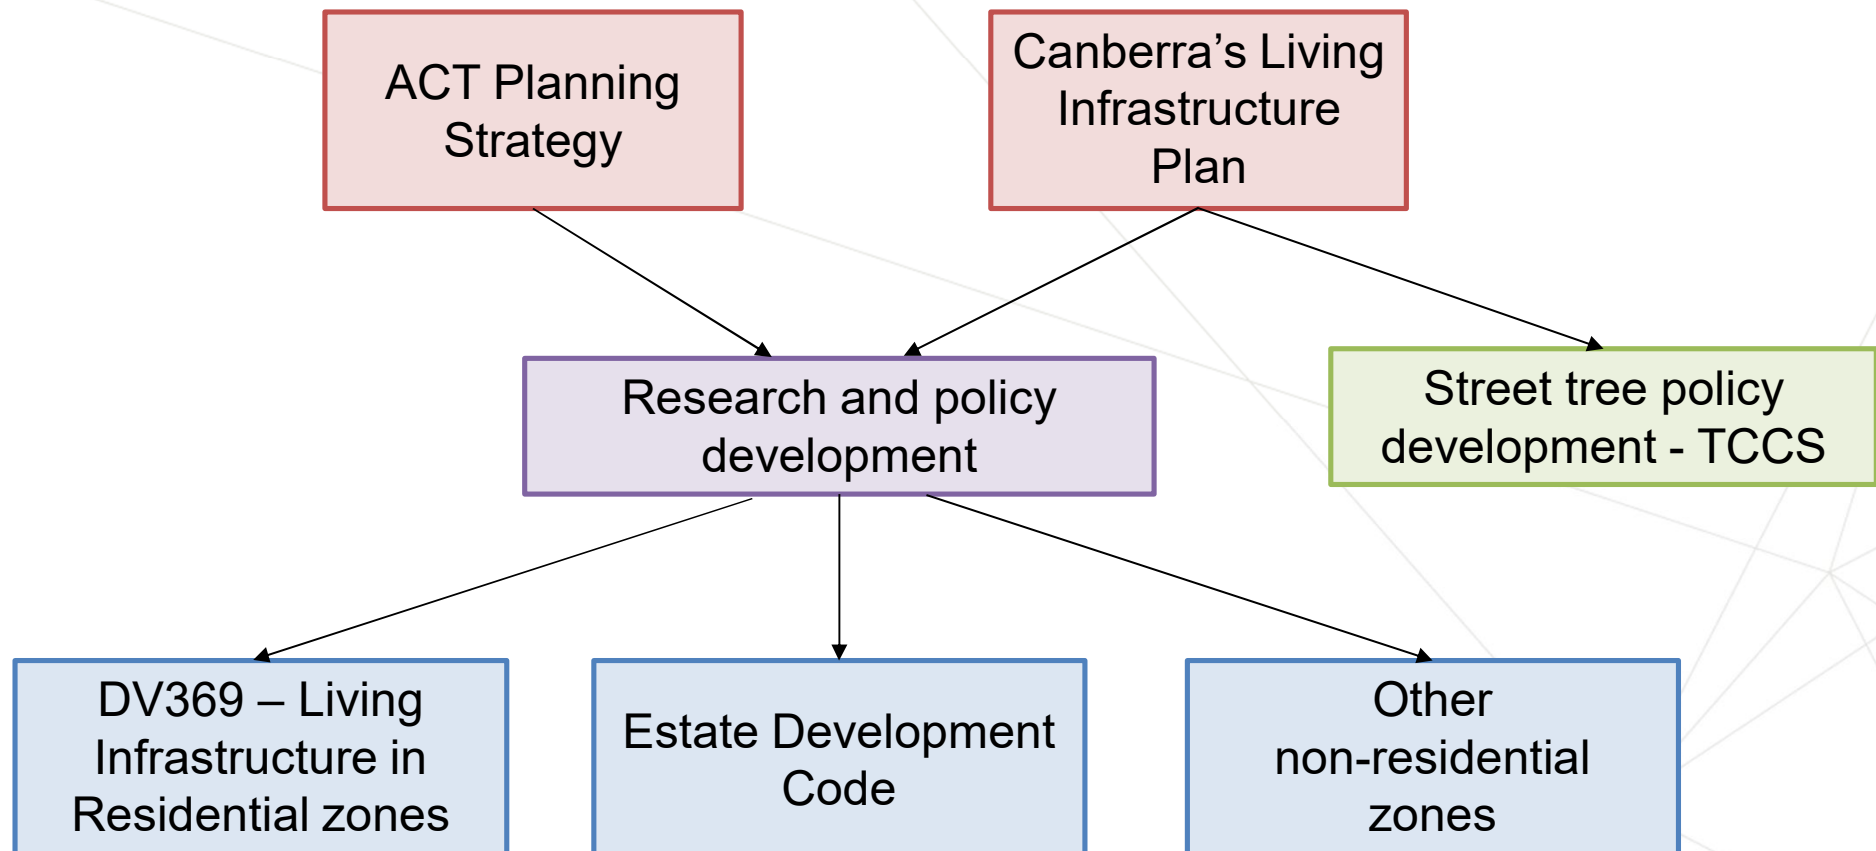 ACT Planning
Strategy
Canberra’s Living
Infrastructure
Plan
Research and policy
development
Street tree policy
development - TCCS
DV369 – Living
Infrastructure in
Residential zones
Estate Development
Code
Other
non-residential
zones